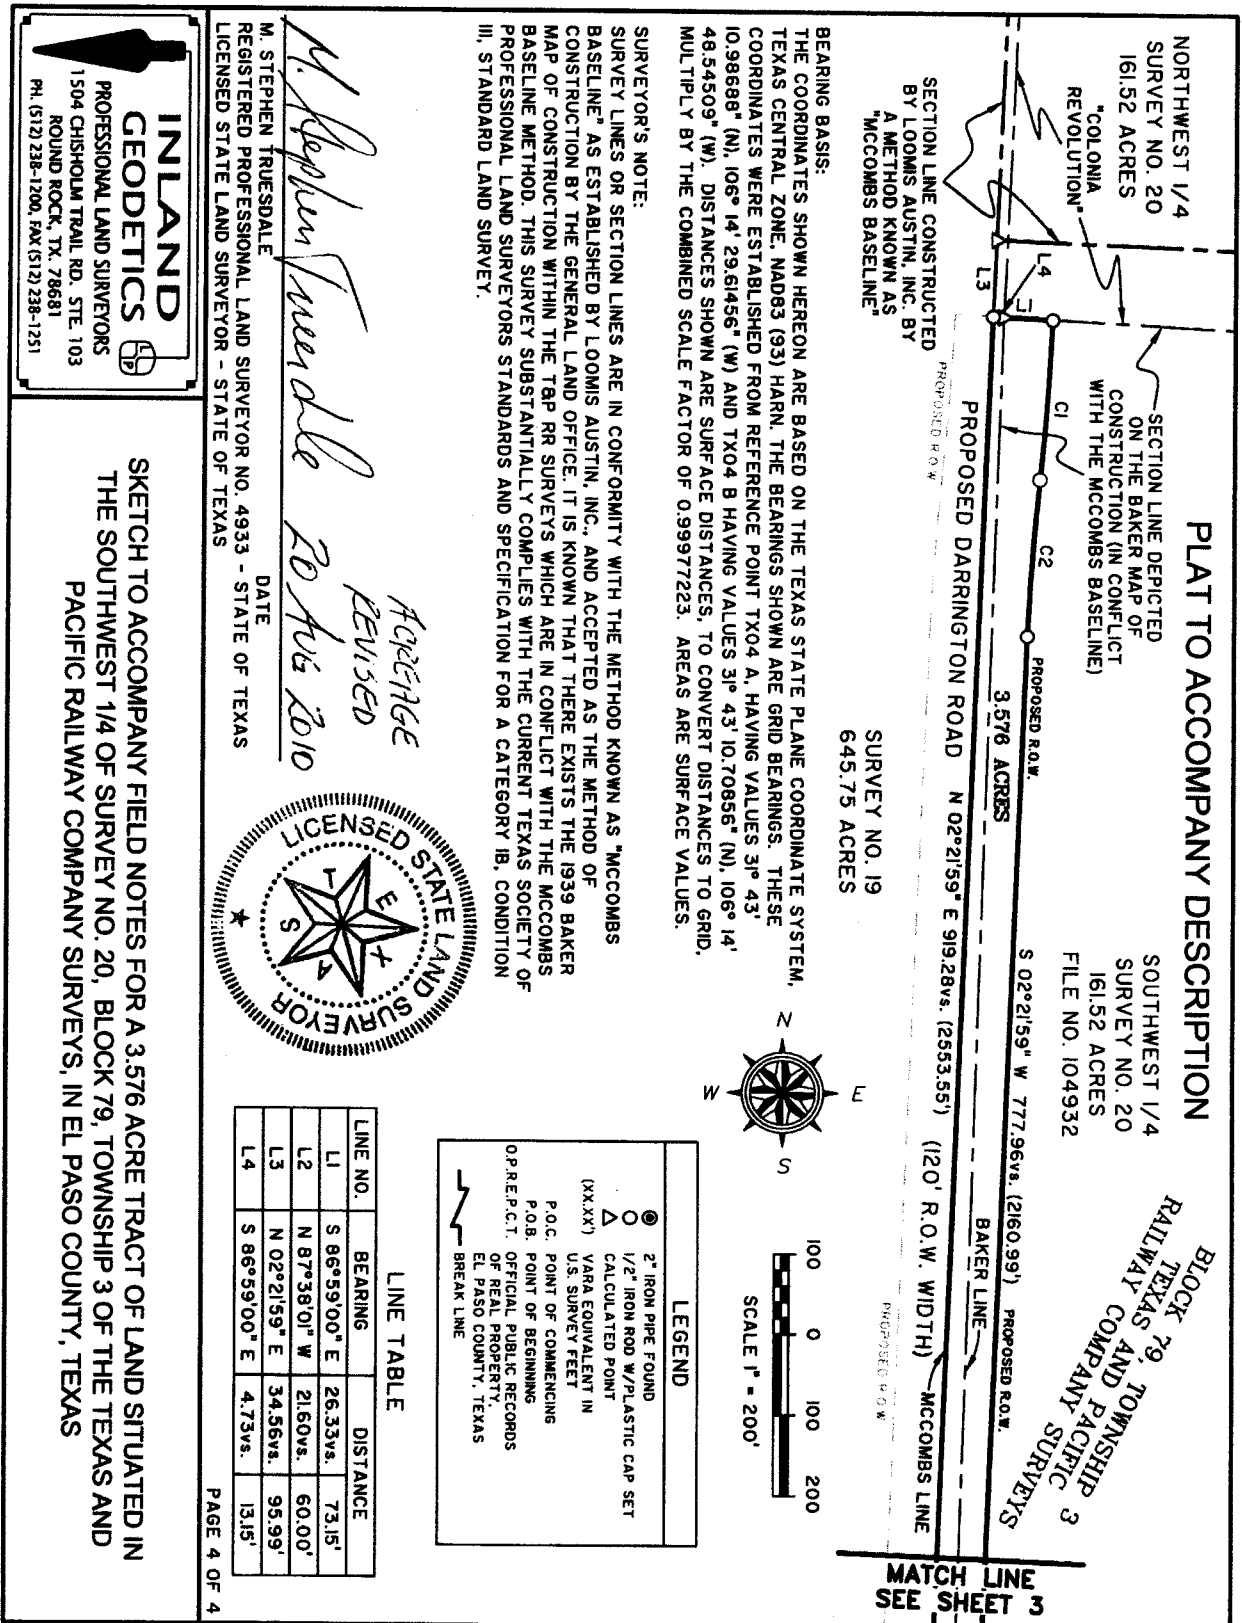 PLAT TO ACCOMPANY DESCRIPTION
NORTHWEST 1/4
SURVEY NO. 20
161.52 ACRES
"COLONIA
REVOLUTION"
SECTION LINE CONSTRUCTED
BY LOOMIS AUSTIN, INC. BY
A METHOD KNOWN AS
"MCCOMBS BASELINE"
L4
L3
L1
C1
C2
SECTION LINE DEPICTED
ON THE BAKER MAP OF
CONSTRUCTION (IN CONFLICT
WITH THE MCCOMBS BASELINE)
SOUTHWEST 1/4
SURVEY NO. 20
161.52 ACRES
FILE NO. 104932
BLOCK 79, TOWNSHIP 3
TEXAS AND PACIFIC
RAILWAY COMPANY SURVEYS
PROPOSED R.O.W.
3.576 ACRES
S 02°21'59" W 777.96vs. (2160.99')
PROPOSED R.O.W.
BAKER LINE
PROPOSED DARRINGTON ROAD N 02°21'59" E 919.28vs. (2553.55') (120' R.O.W. WIDTH)
MCCOMBS LINE
PROPOSED R.O.W
PROPOSED R.O.W
MATCH LINE
SEE SHEET 3
SURVEY NO. 19
645.75 ACRES
BEARING BASIS:
THE COORDINATES SHOWN HEREON ARE BASED ON THE TEXAS STATE PLANE COORDINATE SYSTEM,
TEXAS CENTRAL ZONE, NAD83 (93) HARN. THE BEARINGS SHOWN ARE GRID BEARINGS. THESE
COORDINATES WERE ESTABLISHED FROM REFERENCE POINT TX04 A, HAVING VALUES 31° 43'
10.98688" (N), 106° 14' 29.61456" (W) AND TX04 B HAVING VALUES 31° 43' 10.70856" (N), 106° 14'
48.54509" (W). DISTANCES SHOWN ARE SURFACE DISTANCES, TO CONVERT DISTANCES TO GRID,
MULTIPLY BY THE COMBINED SCALE FACTOR OF 0.99977223. AREAS ARE SURFACE VALUES.
SURVEYOR'S NOTE:
SURVEY LINES OR SECTION LINES ARE IN CONFORMITY WITH THE METHOD KNOWN AS "MCCOMBS
BASELINE" AS ESTABLISHED BY LOOMIS AUSTIN, INC., AND ACCEPTED AS THE METHOD OF
CONSTRUCTION BY THE GENERAL LAND OFFICE. IT IS KNOWN THAT THERE EXISTS THE 1939 BAKER
MAP OF CONSTRUCTION WITHIN THE T&P RR SURVEYS WHICH ARE IN CONFLICT WITH THE MCCOMBS
BASELINE METHOD. THIS SURVEY SUBSTANTIALLY COMPLIES WITH THE CURRENT TEXAS SOCIETY OF
PROFESSIONAL LAND SURVEYORS STANDARDS AND SPECIFICATION FOR A CATEGORY 1B, CONDITION
III, STANDARD LAND SURVEY.
N
W
E
S
100 0 100 200
SCALE 1" = 200'
LEGEND
2" IRON PIPE FOUND
1/2" IRON ROD W/PLASTIC CAP SET
CALCULATED POINT
(XX.XX') VARA EQUIVALENT IN
U.S. SURVEY FEET
P.O.C. POINT OF COMMENCING
P.O.B. POINT OF BEGINNING
O.P.R.E.P.C.T. OFFICIAL PUBLIC RECORDS
OF REAL PROPERTY,
EL PASO COUNTY, TEXAS
BREAK LINE
LINE TABLE
LINE NO. BEARING DISTANCE
L1 S 86°59'00" E 26.33vs. 73.15'
L2 N 87°38'01" W 21.60vs. 60.00'
L3 N 02°21'59" E 34.56vs. 95.99'
L4 S 86°59'00" E 4.73vs. 13.15'
PAGE 4 OF 4
ACREAGE
REVISED
M. Stephen Truesdale 20 AUG 2010
M. STEPHEN TRUESDALE DATE
REGISTERED PROFESSIONAL LAND SURVEYOR NO. 4933 - STATE OF TEXAS
LICENSED STATE LAND SURVEYOR - STATE OF TEXAS
LICENSED STATE LAND SURVEYOR
TEXAS
INLAND
GEODETICS
LSP
PROFESSIONAL LAND SURVEYORS
1504 CHISHOLM TRAIL RD. STE. 103
ROUND ROCK, TX. 78681
PH. (512) 238-1200, FAX (512) 238-1251
SKETCH TO ACCOMPANY FIELD NOTES FOR A 3.576 ACRE TRACT OF LAND SITUATED IN
THE SOUTHWEST 1/4 OF SURVEY NO. 20, BLOCK 79, TOWNSHIP 3 OF THE TEXAS AND
PACIFIC RAILWAY COMPANY SURVEYS, IN EL PASO COUNTY, TEXAS